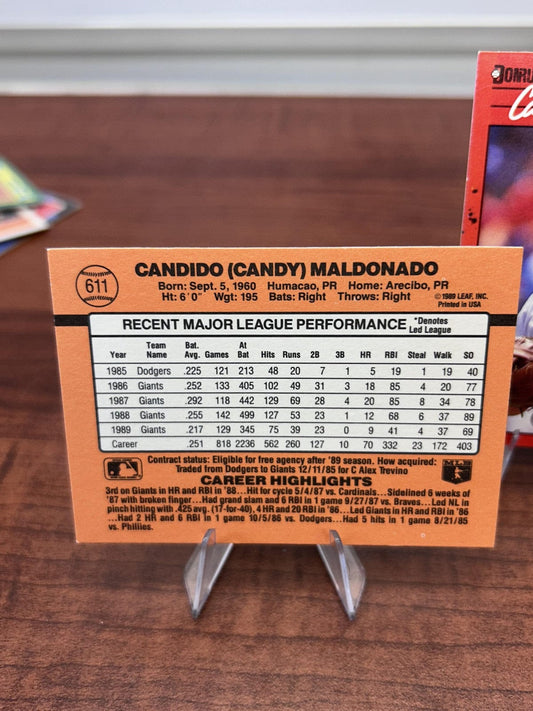 DONRU
Ca
611
CANDIDO (CANDY) MALDONADO
Born: Sept. 5, 1960 Humacao, PR Home: Arecibo, PR
Ht: 6´0˝ Wgt: 195 Bats: Right Throws: Right
©1989 LEAF, INC.
Printed in USA
RECENT MAJOR LEAGUE PERFORMANCE *Denotes Led League
Year Team Name Bat. Avg. Games At Bat Hits Runs 2B 3B HR RBI Steal Walk SO
1985 Dodgers .225 121 213 48 20 7 1 5 19 1 19 40
1986 Giants .252 133 405 102 49 31 3 18 85 4 20 77
1987 Giants .292 118 442 129 69 28 4 20 85 8 34 78
1988 Giants .255 142 499 127 53 23 1 12 68 6 37 89
1989 Giants .217 129 345 75 39 23 0 9 41 4 37 69
Career .251 818 2236 562 260 127 10 70 332 23 172 403
Contract status: Eligible for free agency after '89 season. How acquired:
Traded from Dodgers to Giants 12/11/85 for C Alex Trevino
CAREER HIGHLIGHTS
3rd on Giants in HR and RBI in '88...Hit for cycle 5/4/87 vs. Cardinals...Sidelined 6 weeks of
'87 with broken finger...Had grand slam and 6 RBI in 1 game 9/27/87 vs. Braves...Led NL in
pinch hitting with .425 avg. (17-for-40), 4 HR and 20 RBI in '86...Led Giants in HR and RBI in '86
...Had 2 HR and 6 RBI in 1 game 10/5/86 vs. Dodgers...Had 5 hits in 1 game 8/21/85
vs. Phillies.